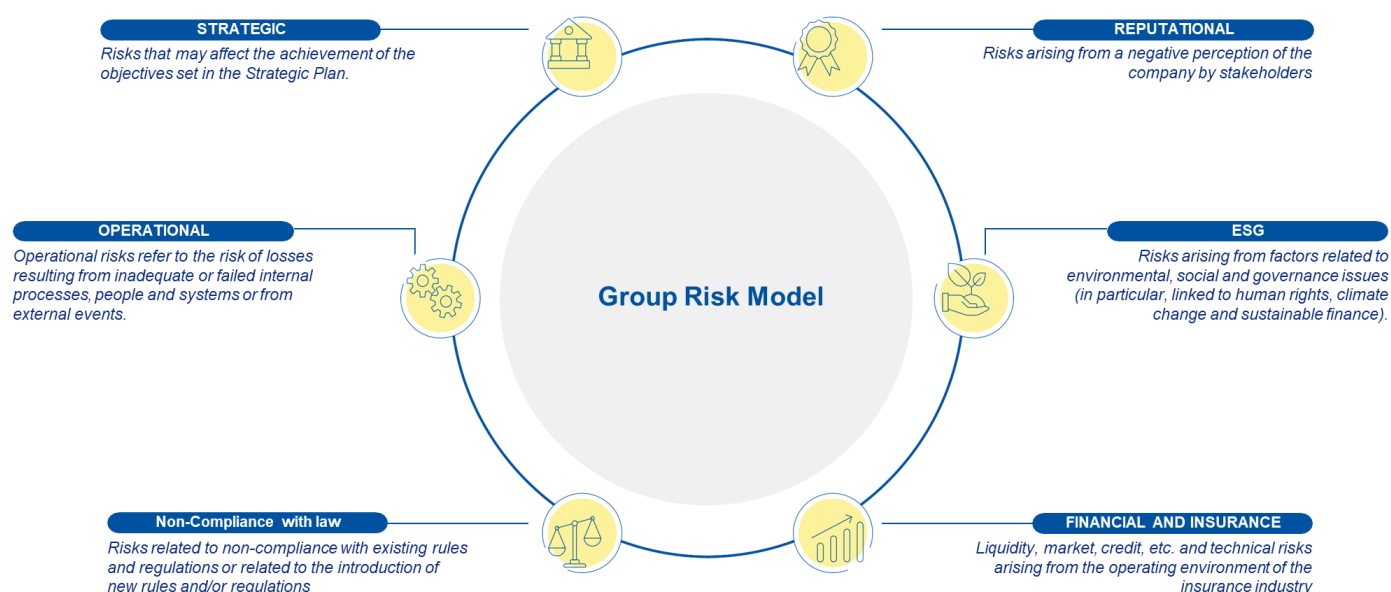 STRATEGIC
Risks that may affect the achievement of the
objectives set in the Strategic Plan.
REPUTATIONAL
Risks arising from a negative perception of the
company by stakeholders
OPERATIONAL
Operational risks refer to the risk of losses
resulting from inadequate or failed internal
processes, people and systems or from
external events.
Group Risk Model
ESG
Risks arising from factors related to
environmental, social and governance issues
(in particular, linked to human rights, climate
change and sustainable finance).
Non-Compliance with law
Risks related to non-compliance with existing rules
and regulations or related to the introduction of
new rules and/or regulations
FINANCIAL AND INSURANCE
Liquidity, market, credit, etc. and technical risks
arising from the operating environment of the
insurance industry